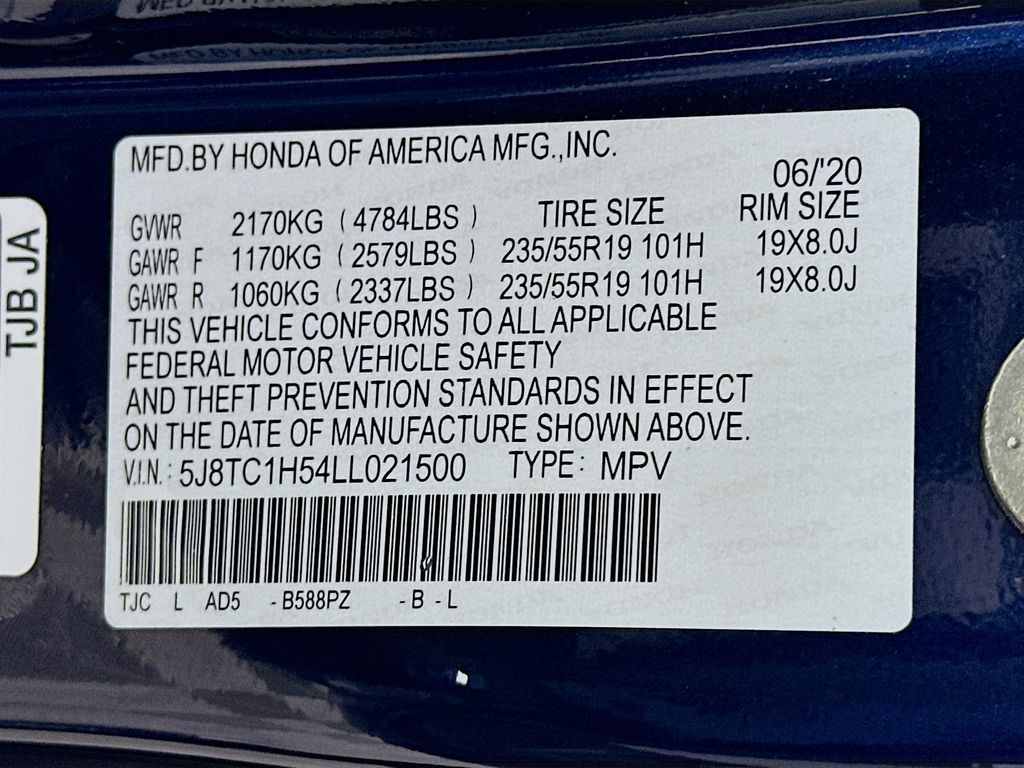 MFD.BY HONDA OF AMERICA MFG.,INC.
06/'20
GVWR 2170KG ( 4784LBS ) TIRE SIZE RIM SIZE
GAWR F 1170KG ( 2579LBS ) 235/55R19 101H 19X8.0J
GAWR R 1060KG ( 2337LBS ) 235/55R19 101H 19X8.0J
THIS VEHICLE CONFORMS TO ALL APPLICABLE
FEDERAL MOTOR VEHICLE SAFETY
AND THEFT PREVENTION STANDARDS IN EFFECT
ON THE DATE OF MANUFACTURE SHOWN ABOVE.
V.I.N.: 5J8TC1H54LL021500 TYPE: MPV
TJC L AD5 -B588PZ -B -L
TJB JA